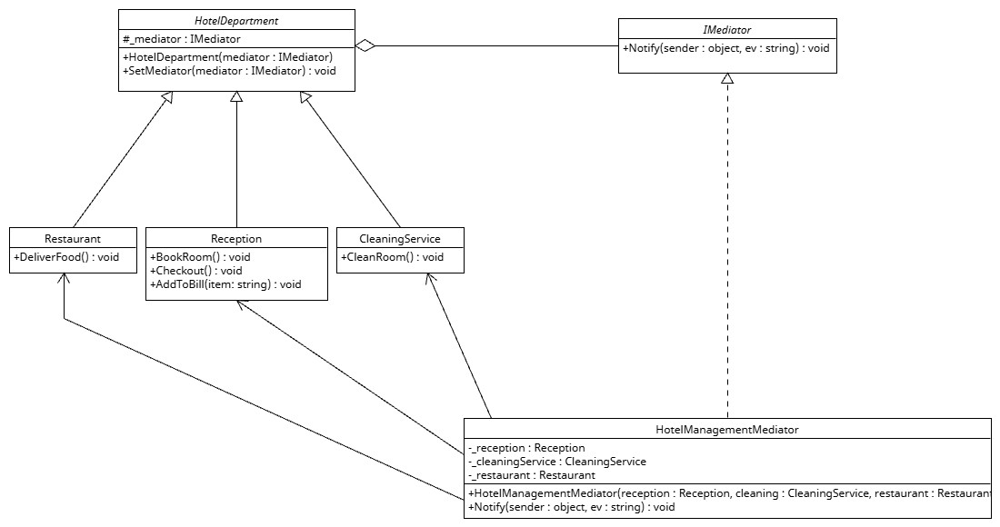 HotelDepartment
#_mediator : IMediator
+HotelDepartment(mediator : IMediator)
+SetMediator(mediator : IMediator) : void
IMediator
+Notify(sender : object, ev : string) : void
Restaurant
+DeliverFood() : void
Reception
+BookRoom() : void
+Checkout() : void
+AddToBill(item: string) : void
CleaningService
+CleanRoom() : void
HotelManagementMediator
-_reception : Reception
-_cleaningService : CleaningService
-_restaurant : Restaurant
+HotelManagementMediator(reception : Reception, cleaning : CleaningService, restaurant : Restaurant
+Notify(sender : object, ev : string) : void